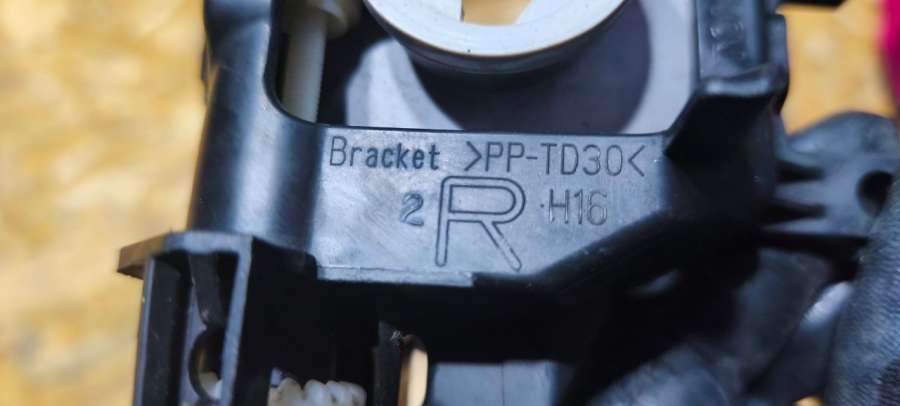 Bracket >PP-TD30<
2 R H16